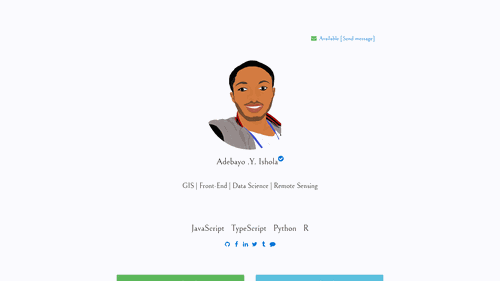 Available [ Send message ]
Adebayo .Y. Ishola
GIS | Front-End | Data Science | Remote Sensing
JavaScript TypeScript Python R